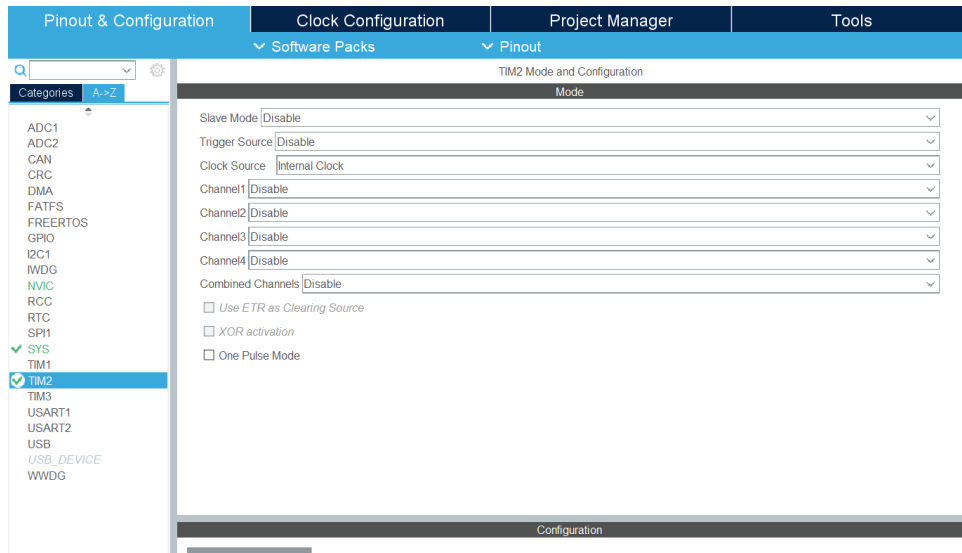 Pinout & Configuration Clock Configuration Project Manager Tools
Software Packs Pinout
TIM2 Mode and Configuration
Categories A->Z
Mode
ADC1
ADC2
CAN
CRC
DMA
FATFS
FREERTOS
GPIO
I2C1
IWDG
NVIC
RCC
RTC
SPI1
SYS
TIM1
TIM2
TIM3
USART1
USART2
USB
USB_DEVICE
WWDG
Slave Mode Disable
Trigger Source Disable
Clock Source Internal Clock
Channel1 Disable
Channel2 Disable
Channel3 Disable
Channel4 Disable
Combined Channels Disable
Use ETR as Clearing Source
XOR activation
One Pulse Mode
Configuration